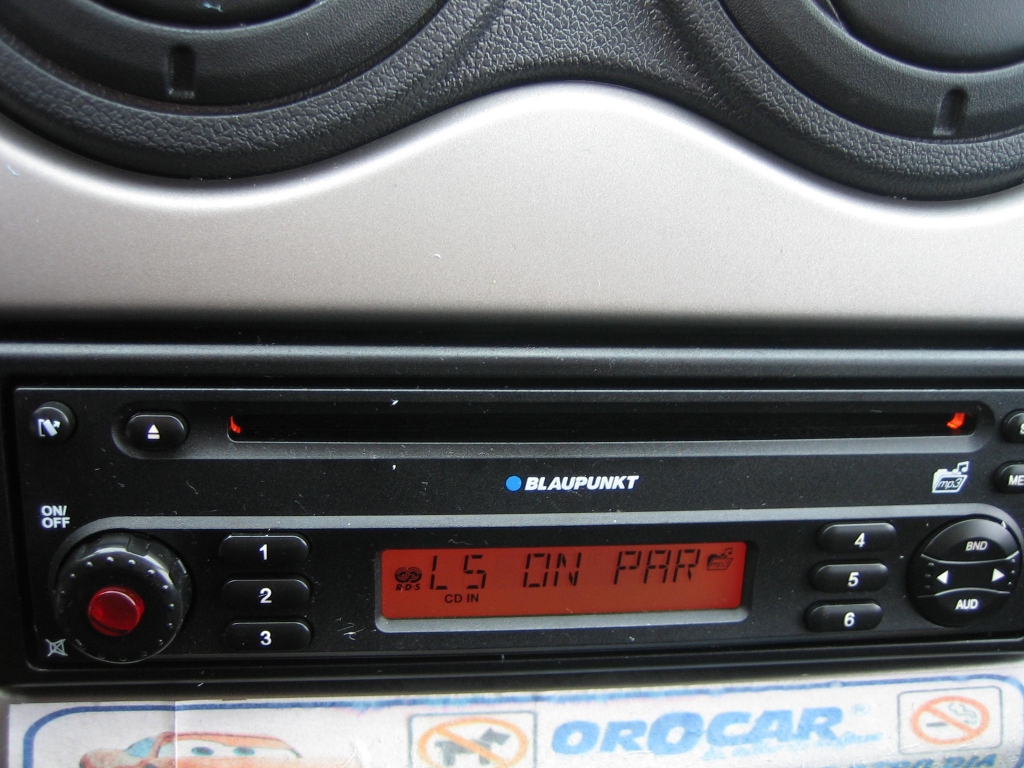 BLAUPUNKT
mp3
ME
ON/
OFF
1
2
3
RDS
LS ON PAR
CD IN
4
5
6
BND
AUD
OROCAR